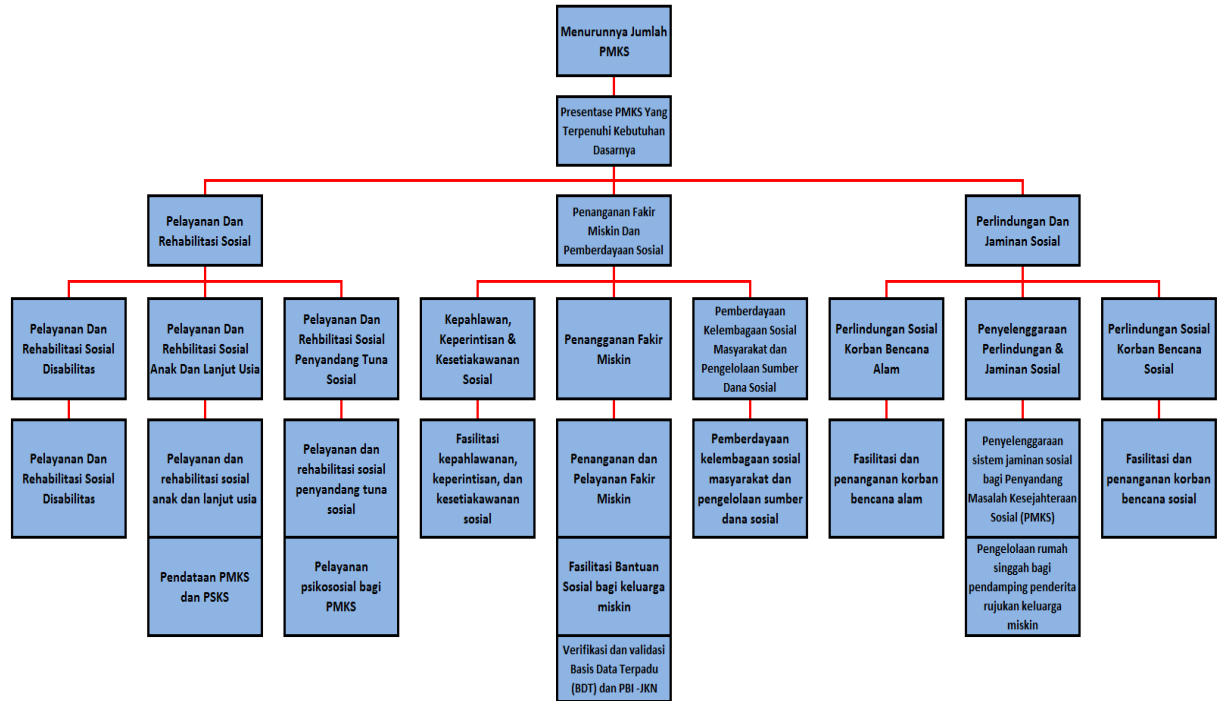 Menurunnya Jumlah
PMKS
Presentase PMKS Yang
Terpenuhi Kebutuhan
Dasarnya
Pelayanan Dan
Rehabilitasi Sosial
Penanganan Fakir
Miskin Dan
Pemberdayaan Sosial
Perlindungan Dan
Jaminan Sosial
Pelayanan Dan
Rehabilitasi Sosial
Disabilitas
Pelayanan Dan
Rehbilitasi Sosial
Anak Dan Lanjut Usia
Pelayanan Dan
Rehbilitasi Sosial
Penyandang Tuna
Sosial
Kepahlawan,
Keperintisan &
Kesetiakawanan
Sosial
Penangganan Fakir
Miskin
Pemberdayaan
Kelembagaan Sosial
Masyarakat dan
Pengelolaan Sumber
Dana Sosial
Perlindungan Sosial
Korban Bencana
Alam
Penyelenggaraan
Perlindungan &
Jaminan Sosial
Perlindungan Sosial
Korban Bencana
Sosial
Pelayanan Dan
Rehabilitasi Sosial
Disabilitas
Pelayanan dan
rehabilitasi sosial
anak dan lanjut usia
Pelayanan dan
rehabilitasi sosial
penyandang tuna
sosial
Fasilitasi
kepahlawanan,
keperintisan, dan
kesetiakawanan
sosial
Penanganan dan
Pelayanan Fakir
Miskin
Pemberdayaan
kelembagaan sosial
masyarakat dan
pengelolaan sumber
dana sosial
Fasilitasi dan
penanganan korban
bencana alam
Penyelenggaraan
sistem jaminan sosial
bagi Penyandang
Masalah Kesejahteraan
Sosial (PMKS)
Fasilitasi dan
penanganan korban
bencana sosial
Pendataan PMKS
dan PSKS
Pelayanan
psikososial bagi
PMKS
Fasilitasi Bantuan
Sosial bagi keluarga
miskin
Pengelolaan rumah
singgah bagi
pendamping penderita
rujukan keluarga
miskin
Verifikasi dan validasi
Basis Data Terpadu
(BDT) dan PBI -JKN